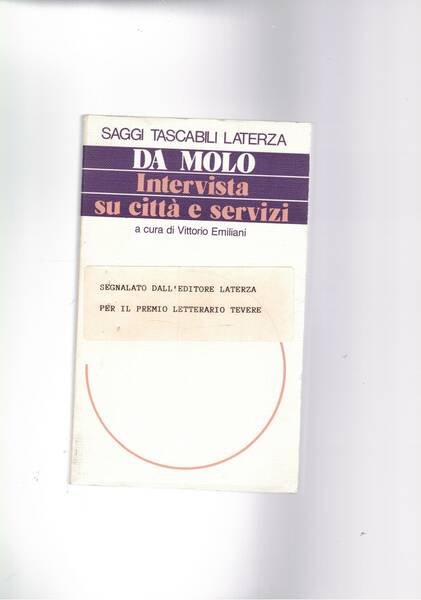 SAGGI TASCABILI LATERZA
DA MOLO
Intervista
su città e servizi
a cura di Vittorio Emiliani
SEGNALATO DALL'EDITORE LATERZA
PER IL PREMIO LETTERARIO TEVERE